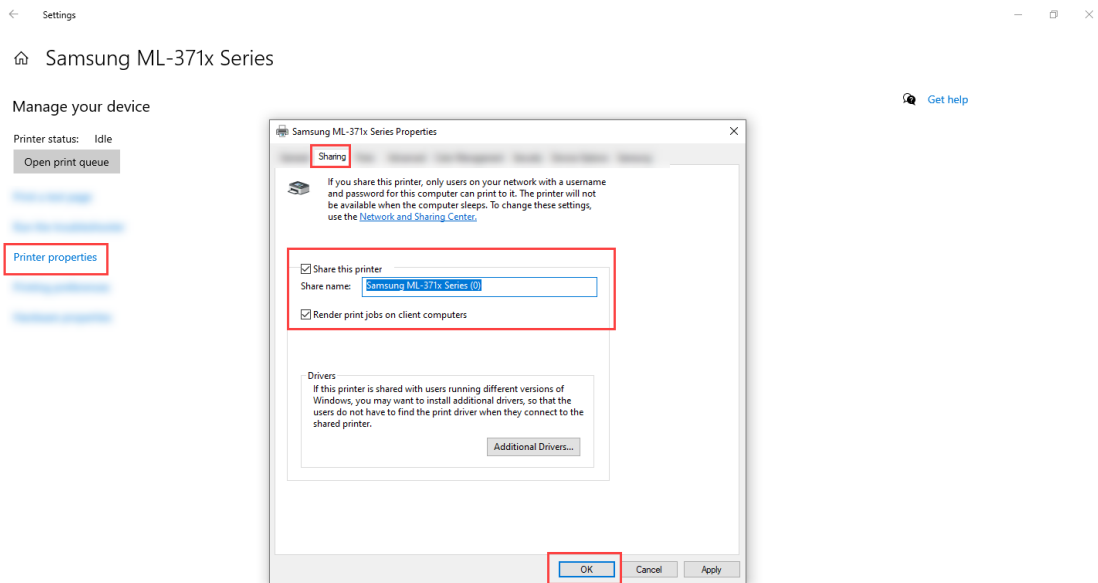 Settings
Samsung ML-371x Series
Manage your device
Get help
Printer status: Idle
Open print queue
Printer properties
Samsung ML-371x Series Properties
Sharing
If you share this printer, only users on your network with a username
and password for this computer can print to it. The printer will not
be available when the computer sleeps. To change these settings,
use the Network and Sharing Center.
Share this printer
Share name: Samsung ML-371x Series (0)
Render print jobs on client computers
Drivers
If this printer is shared with users running different versions of
Windows, you may want to install additional drivers, so that the
users do not have to find the print driver when they connect to the
shared printer.
Additional Drivers...
OK Cancel Apply